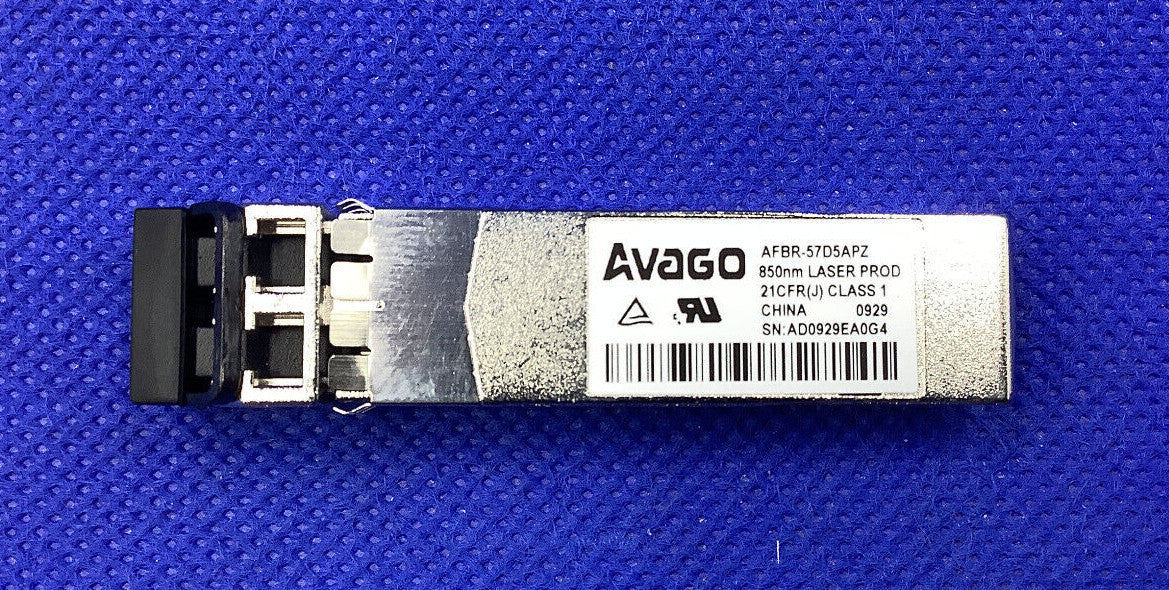 AVAGO
AFBR-57D5APZ
850nm LASER PROD
21CFR(J) CLASS 1
CHINA 0929
SN:AD0929EA0G4